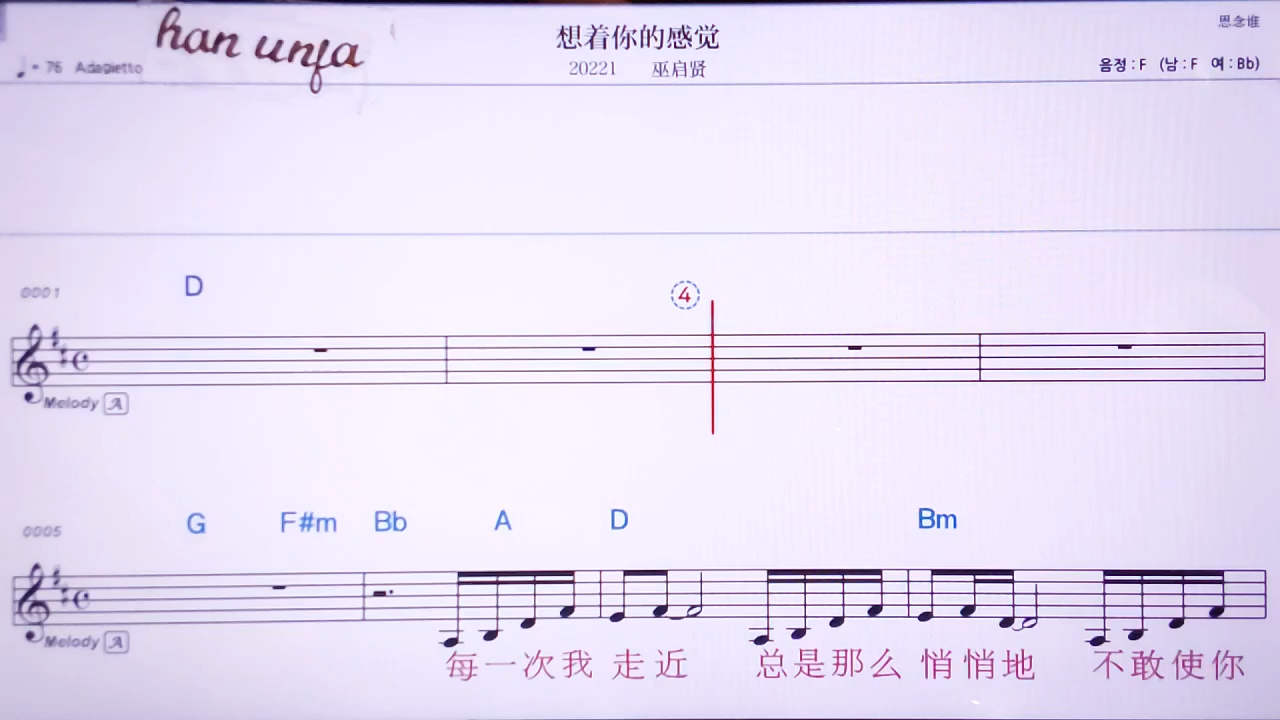 han unfa
想着你的感觉
思念谁
♩= 76 Adagietto
20221 巫启贤
음정 : F (남 : F 여 : Bb)
D
4
0001
Melody A
G F#m Bb A D Bm
0005
Melody A
每一次我 走近 总是那么 悄悄地 不敢使你